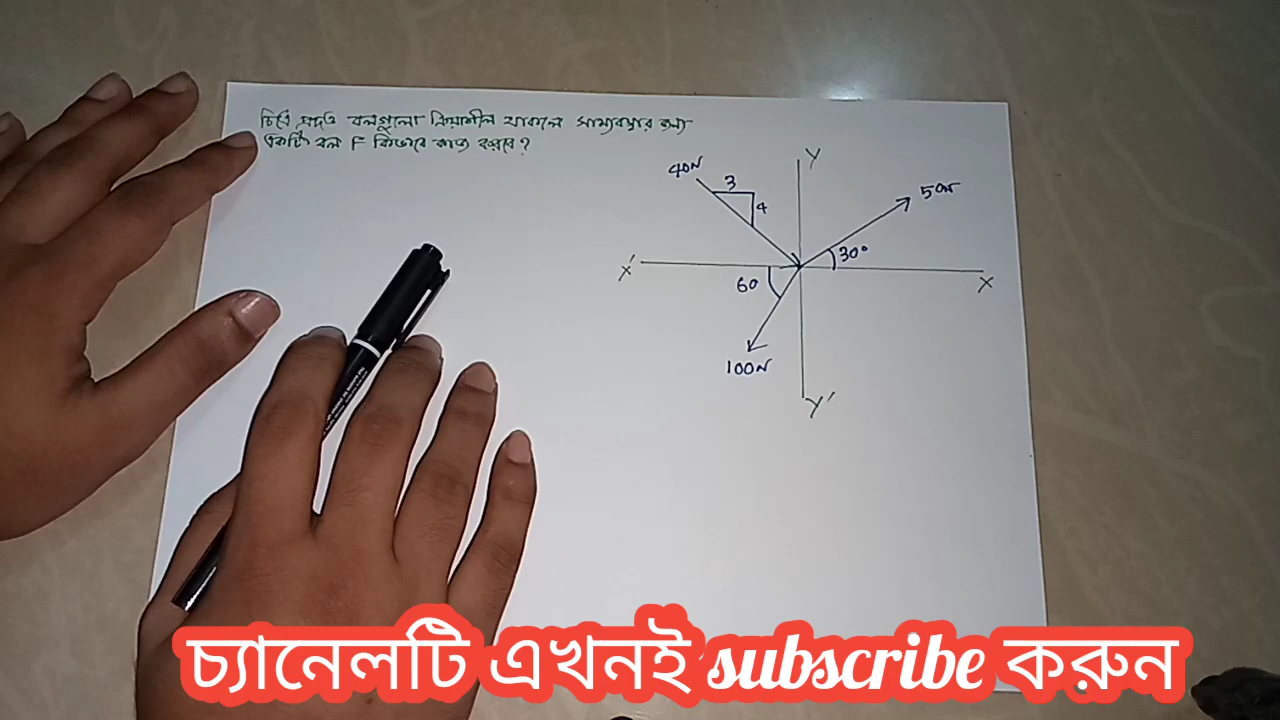 চিত্রে প্রদত্ত বলগুলো ক্রিয়াশীল থাকলে সাম্যবস্থার জন্য
একটি বল F কিভাবে কাজ করবে?
Y
40N
3
50N
4
30°
X'
60
X
100N
Y'
চ্যানেলটি এখনই subscribe করুন